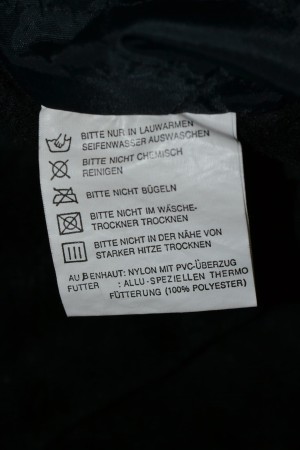 BITTE NUR IN LAUWARMEN
SEIFENWASSER AUSWASCHEN
BITTE NICHT CHEMISCH
REINIGEN
BITTE NICHT BÜGELN
BITTE NICHT IM WÄSCHE-
TROCKNER TROCKNEN
BITTE NICHT IN DER NÄHE VON
STARKER HITZE TROCKNEN
AUßENHAUT: NYLON MIT PVC-ÜBERZUG
FUTTER : ALLU-SPEZIELLEN THERMO
FÜTTERUNG (100% POLYESTER)